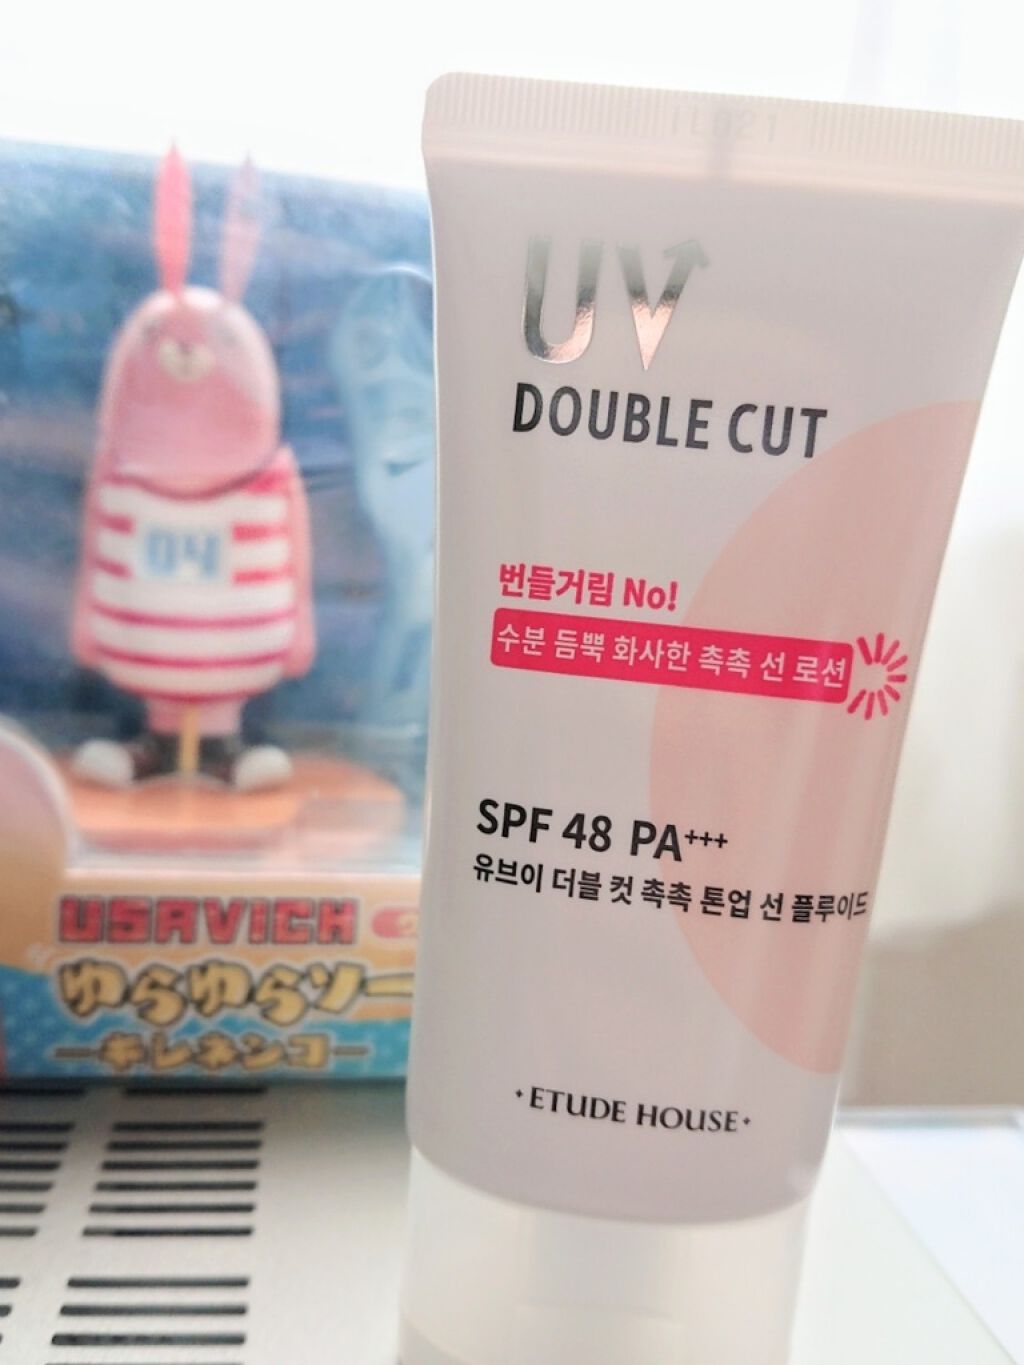 UV
DOUBLE CUT
번들거림 No!
수분 듬뿍 화사한 촉촉 선 로션
SPF 48 PA+++
유브이 더블 컷 촉촉 톤업 선 플루이드
ETUDE HOUSE
04
USAVICH
ゆらゆらソー
—キレネンコ—